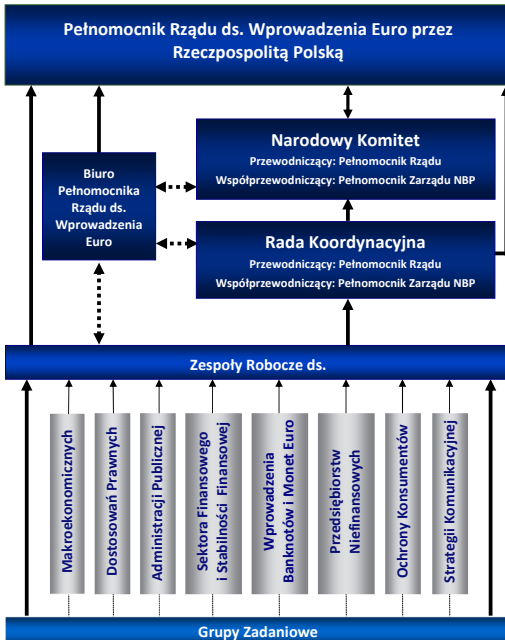 Pełnomocnik Rządu ds. Wprowadzenia Euro przez
Rzeczpospolitą Polską
Narodowy Komitet
Przewodniczący: Pełnomocnik Rządu
Współprzewodniczący: Pełnomocnik Zarządu NBP
Biuro
Pełnomocnika
Rządu ds.
Wprowadzenia
Euro
Rada Koordynacyjna
Przewodniczący: Pełnomocnik Rządu
Współprzewodniczący: Pełnomocnik Zarządu NBP
Zespoły Robocze ds.
Makroekonomicznych
Dostosowań Prawnych
Administracji Publicznej
Sektora Finansowego
i Stabilności Finansowej
Wprowadzenia
Banknotów i Monet Euro
Przedsiębiorstw
Niefinansowych
Ochrony Konsumentów
Strategii Komunikacyjnej
Grupy Zadaniowe